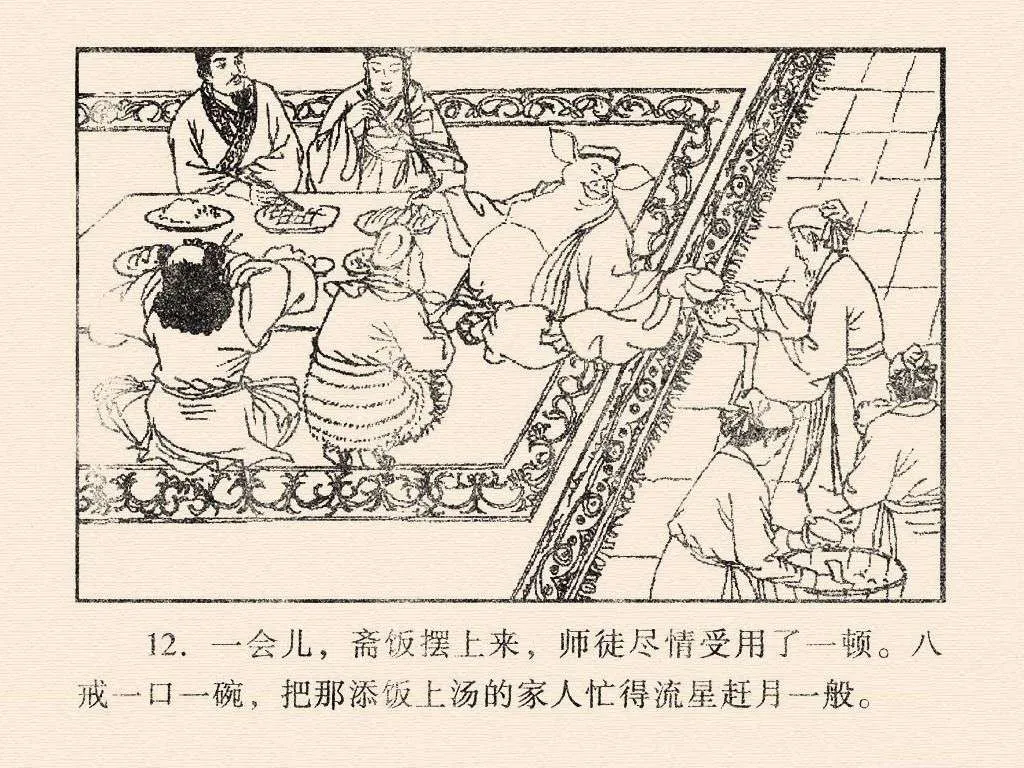 12. 一会儿，斋饭摆上来，师徒尽情受用了一顿。八
戒一口一碗，把那添饭上汤的家人忙得流星赶月一般。